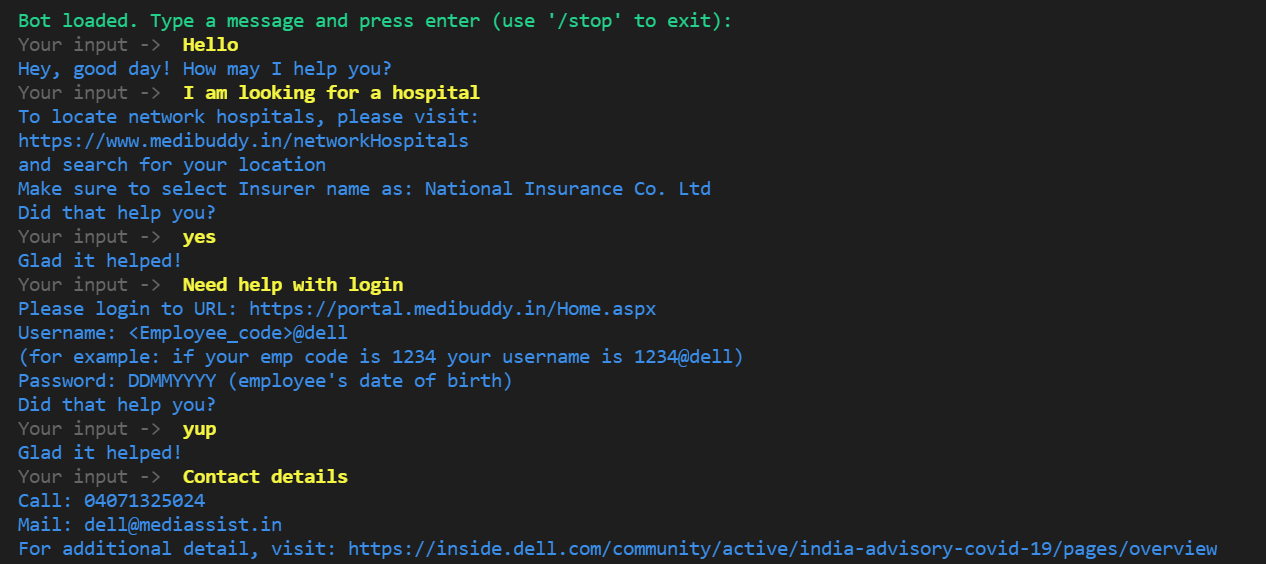 Bot loaded. Type a message and press enter (use '/stop' to exit):
Your input ->  Hello
Hey, good day! How may I help you?
Your input ->  I am looking for a hospital
To locate network hospitals, please visit:
https://www.medibuddy.in/networkHospitals
and search for your location
Make sure to select Insurer name as: National Insurance Co. Ltd
Did that help you?
Your input ->  yes
Glad it helped!
Your input ->  Need help with login
Please login to URL: https://portal.medibuddy.in/Home.aspx
Username: <Employee_code>@dell
(for example: if your emp code is 1234 your username is 1234@dell)
Password: DDMMYYYY (employee's date of birth)
Did that help you?
Your input ->  yup
Glad it helped!
Your input ->  Contact details
Call: 04071325024
Mail: dell@mediassist.in
For additional detail, visit: https://inside.dell.com/community/active/india-advisory-covid-19/pages/overview